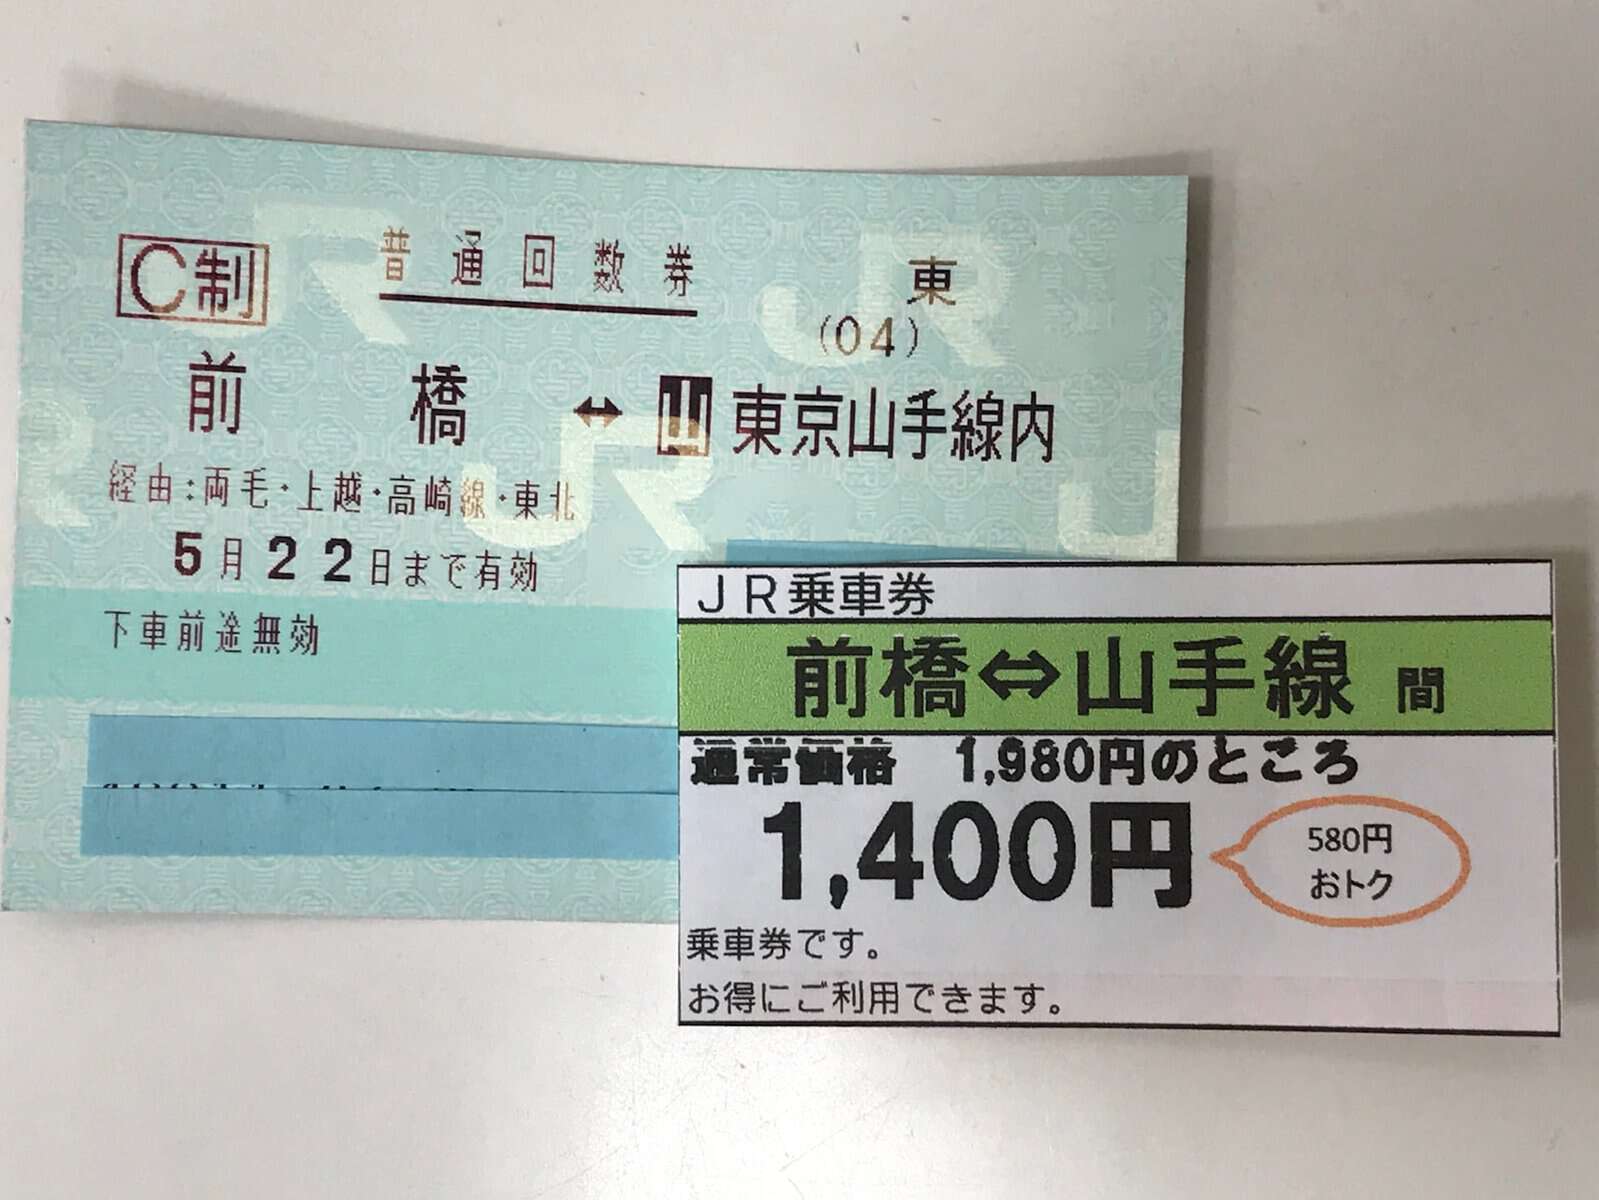 C制 普通回数券 東
(04)
前橋↔山東京山手線内
経由:両毛・上越・高崎線・東北
5月22日まで有効
下車前途無効
JR乗車券
前橋⇔山手線 間
通常価格 1,980円のところ
1,400円
580円
おトク
乗車券です。
お得にご利用できます。